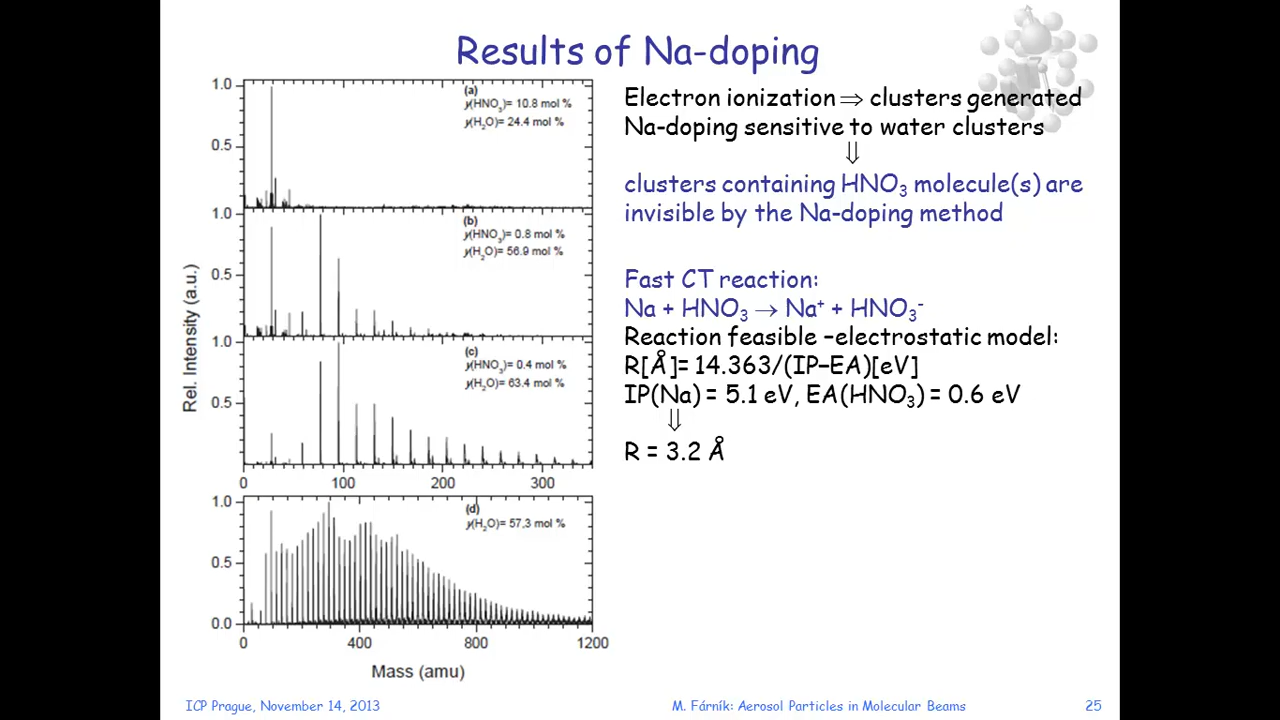 Results of Na-doping
Electron ionization ⇒ clusters generated
Na-doping sensitive to water clusters
⇓
clusters containing HNO₃ molecule(s) are
invisible by the Na-doping method
Fast CT reaction:
Na + HNO₃ → Na⁺ + HNO₃⁻
Reaction feasible –electrostatic model:
R[Å]= 14.363/(IP–EA)[eV]
IP(Na) = 5.1 eV, EA(HNO₃) = 0.6 eV
⇓
R = 3.2 Å
Rel. Intensity (a.u.)
1.0
0.5
(a)
y(HNO₃)= 10.8 mol %
y(H₂O)= 24.4 mol %
1.0
0.5
(b)
y(HNO₃)= 0.8 mol %
y(H₂O)= 56.9 mol %
1.0
0.5
(c)
y(HNO₃)= 0.4 mol %
y(H₂O)= 63.4 mol %
0 100 200 300
1.0
0.5
0.0
(d)
y(H₂O)= 57,3 mol %
0 400 800 1200
Mass (amu)
ICP Prague, November 14, 2013
M. Fárník: Aerosol Particles in Molecular Beams
25